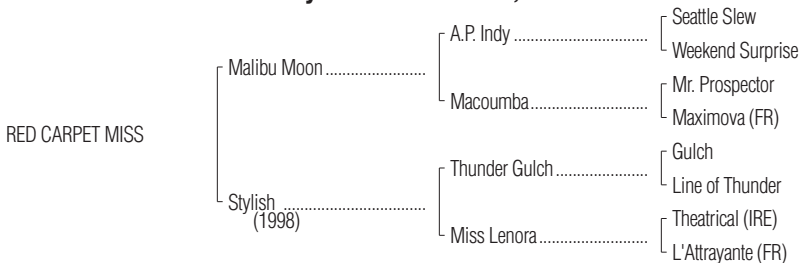 Seattle Slew
A.P. Indy ................................
Weekend Surprise
Malibu Moon........................
Mr. Prospector
Macoumba............................
Maximova (FR)
RED CARPET MISS
Gulch
Thunder Gulch......................
Line of Thunder
Stylish ..................................
(1998)
Theatrical (IRE)
Miss Lenora..........................
L'Attrayante (FR)